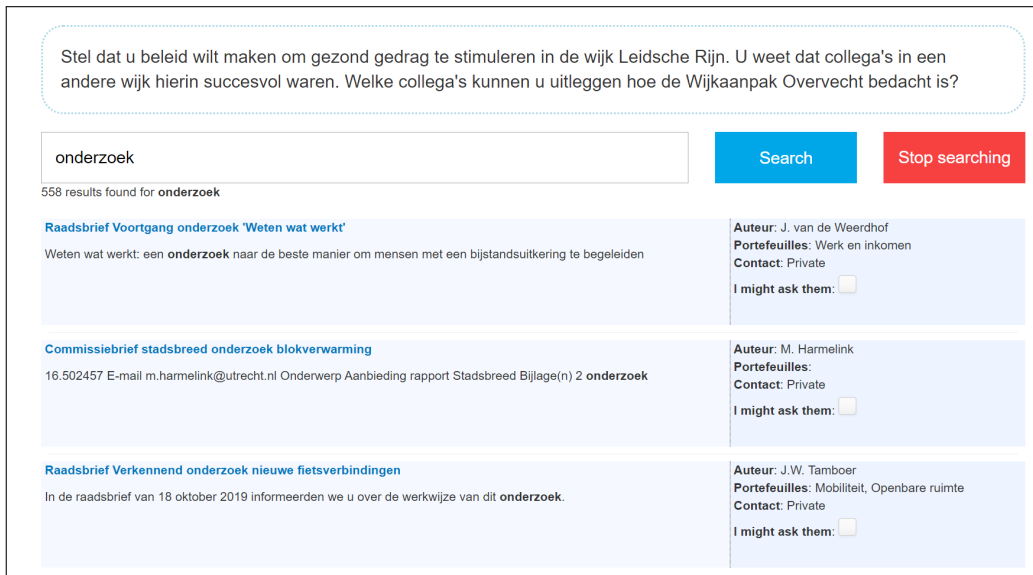 Stel dat u beleid wilt maken om gezond gedrag te stimuleren in de wijk Leidsche Rijn. U weet dat collega's in een
andere wijk hierin succesvol waren. Welke collega's kunnen u uitleggen hoe de Wijkaanpak Overvecht bedacht is?
onderzoek
Search
Stop searching
558 results found for onderzoek
Raadsbrief Voortgang onderzoek 'Weten wat werkt'
Weten wat werkt: een onderzoek naar de beste manier om mensen met een bijstandsuitkering te begeleiden
Auteur: J. van de Weerdhof
Portefeuilles: Werk en inkomen
Contact: Private
I might ask them:
Commissiebrief stadsbreed onderzoek blokverwarming
16.502457 E-mail m.harmelink@utrecht.nl Onderwerp Aanbieding rapport Stadsbreed Bijlage(n) 2 onderzoek
Auteur: M. Harmelink
Portefeuilles:
Contact: Private
I might ask them:
Raadsbrief Verkennend onderzoek nieuwe fietsverbindingen
In de raadsbrief van 18 oktober 2019 informeerden we u over de werkwijze van dit onderzoek.
Auteur: J.W. Tamboer
Portefeuilles: Mobiliteit, Openbare ruimte
Contact: Private
I might ask them: